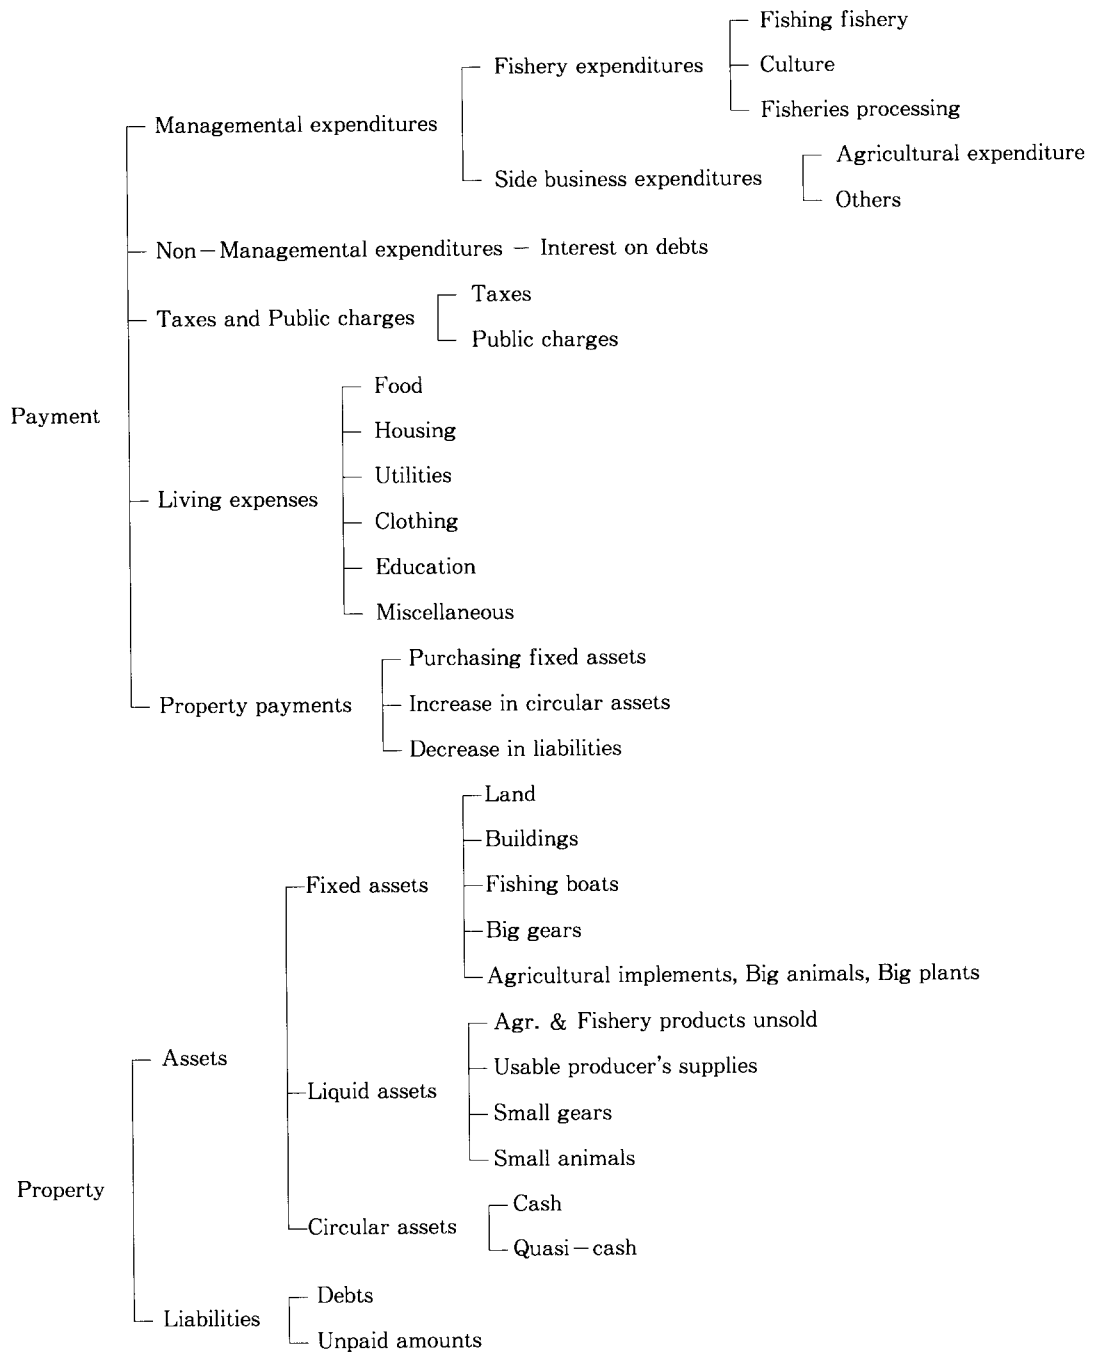 Fishing fishery
Fishery expenditures
Culture
Fisheries processing
Managemental expenditures
Agricultural expenditure
Side business expenditures
Others
Non－Managemental expenditures － Interest on debts
Taxes
Taxes and Public charges
Public charges
Food
Payment
Housing
Utilities
Living expenses
Clothing
Education
Miscellaneous
Purchasing fixed assets
Property payments
Increase in circular assets
Decrease in liabilities
Land
Buildings
Fixed assets
Fishing boats
Big gears
Agricultural implements, Big animals, Big plants
Agr. & Fishery products unsold
Assets
Usable producer's supplies
Liquid assets
Small gears
Small animals
Property
Cash
Circular assets
Quasi－cash
Debts
Liabilities
Unpaid amounts